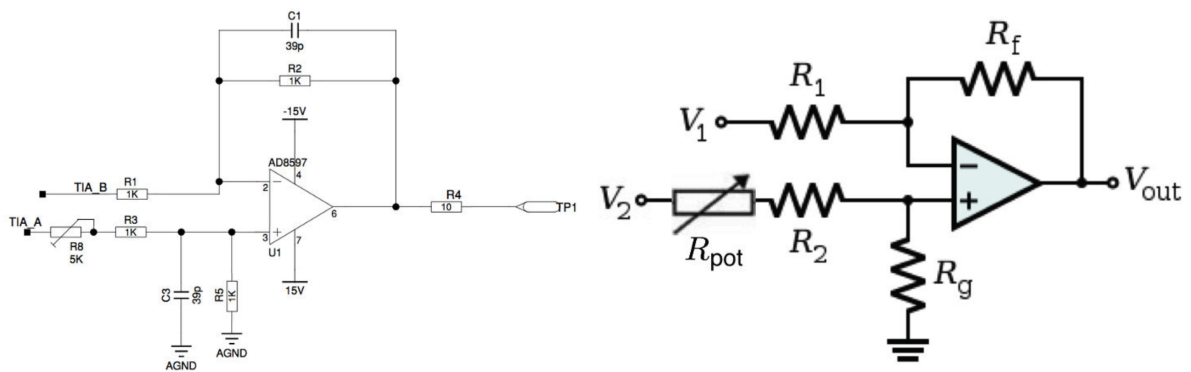 C1
39p
R2
1K
-15V
AD8597
4
TIA_B
R1
1K
2
6
R4
10
TP1
TIA_A
R8
5K
R3
1K
3
U1
7
15V
C3
39p
R5
1K
AGND
AGND
Rf
R1
V1
Vout
V2
Rpot
R2
Rg
−
+